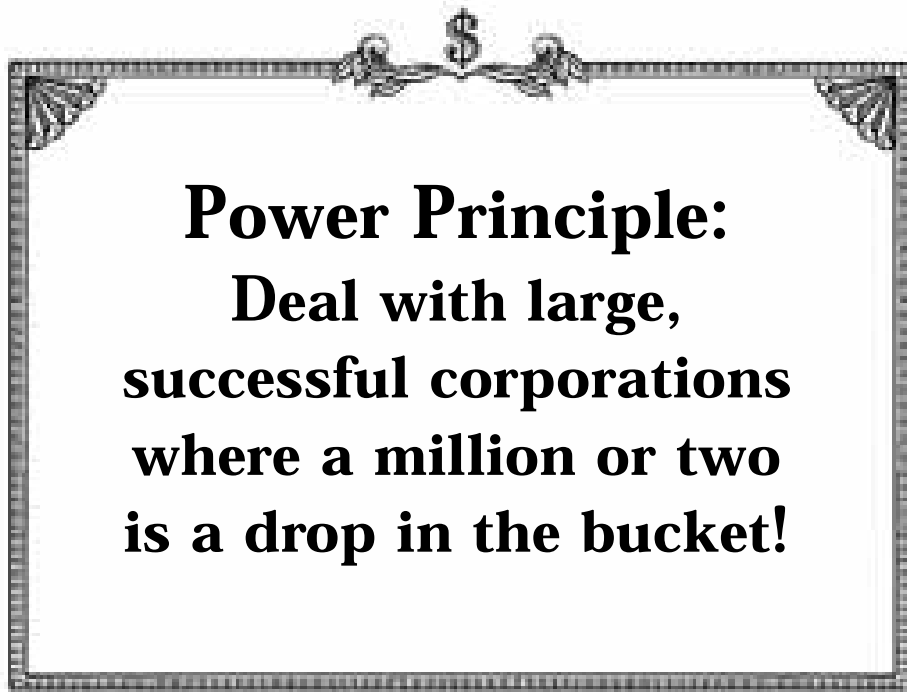 $
Power Principle:
Deal with large,
successful corporations
where a million or two
is a drop in the bucket!